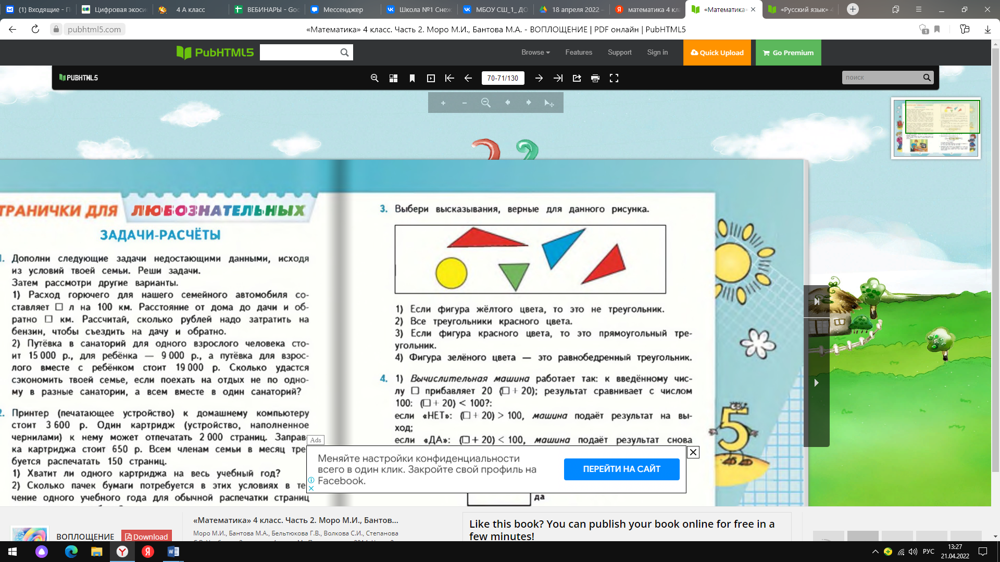 (1) Входящие - П
Цифровая экоси
4 А класс
ВЕБИНАРЫ - Goo
Мессенджер
Школа №1 Снеж
МБОУ СШ_1_ ДО
18 апреля 2022 -
математика 4 кла
«Математика»
«Русский язык» 4
pubhtml5.com
«Математика» 4 класс. Часть 2. Моро М.И., Бантова М.А. - ВОПЛОЩЕНИЕ | PDF онлайн | PubHTML5
PubHTML5
Browse
Features
Support
Sign in
Quick Upload
Go Premium
PUBHTML5
70-71/130
поиск
ТРАНИЧКИ ДЛЯ ЛЮБОЗНАТЕЛЬНЫХ
ЗАДАЧИ-РАСЧЁТЫ
1. Дополни следующие задачи недостающими данными, исходя
из условий твоей семьи. Реши задачи.
Затем рассмотри другие варианты.
1) Расход горючего для нашего семейного автомобиля со-
ставляет □ л на 100 км. Расстояние от дома до дачи и об-
ратно □ км. Рассчитай, сколько рублей надо затратить на
бензин, чтобы съездить на дачу и обратно.
2) Путёвка в санаторий для одного взрослого человека сто-
ит 15 000 р., для ребёнка — 9 000 р., а путёвка для взрос-
лого вместе с ребёнком стоит 19 000 р. Сколько удастся
сэкономить твоей семье, если поехать на отдых не по одно-
му в разные санатории, а всем вместе в один санаторий?
2. Принтер (печатающее устройство) к домашнему компьютеру
стоит 3 600 р. Один картридж (устройство, наполненное
чернилами) к нему может отпечатать 2 000 страниц. Заправ-
ка картриджа стоит 650 р. Всем членам семьи в месяц тре-
буется распечатать 150 страниц.
1) Хватит ли одного картриджа на весь учебный год?
2) Сколько пачек бумаги потребуется в этих условиях в те-
чение одного учебного года для обычной распечатки страниц
3. Выбери высказывания, верные для данного рисунка.
1) Если фигура жёлтого цвета, то это не треугольник.
2) Все треугольники красного цвета.
3) Если фигура красного цвета, то это прямоугольный тре-
угольник.
4) Фигура зелёного цвета — это равнобедренный треугольник.
4. 1) Вычислительная машина работает так: к введённому чис-
лу □ прибавляет 20 (□ + 20); результат сравнивает с числом
100: (□ + 20) < 100?:
если «НЕТ»: (□ + 20) > 100, машина подаёт результат на вы-
ход;
если «ДА»: (□ + 20) < 100, машина подаёт результат снова
да
5
Ads
Меняйте настройки конфиденциальности
всего в один клик. Закройте свой профиль на
Facebook.
ПЕРЕЙТИ НА САЙТ
ВОПЛОЩЕНИЕ
Download
«Математика» 4 класс. Часть 2. Моро М.И., Бантов...
Моро М.И., Бантова М.А., Бельтюкова Г.В., Волкова С.И., Степанова
Like this book? You can publish your book online for free in a
few minutes!
РУС
13:27
21.04.2022